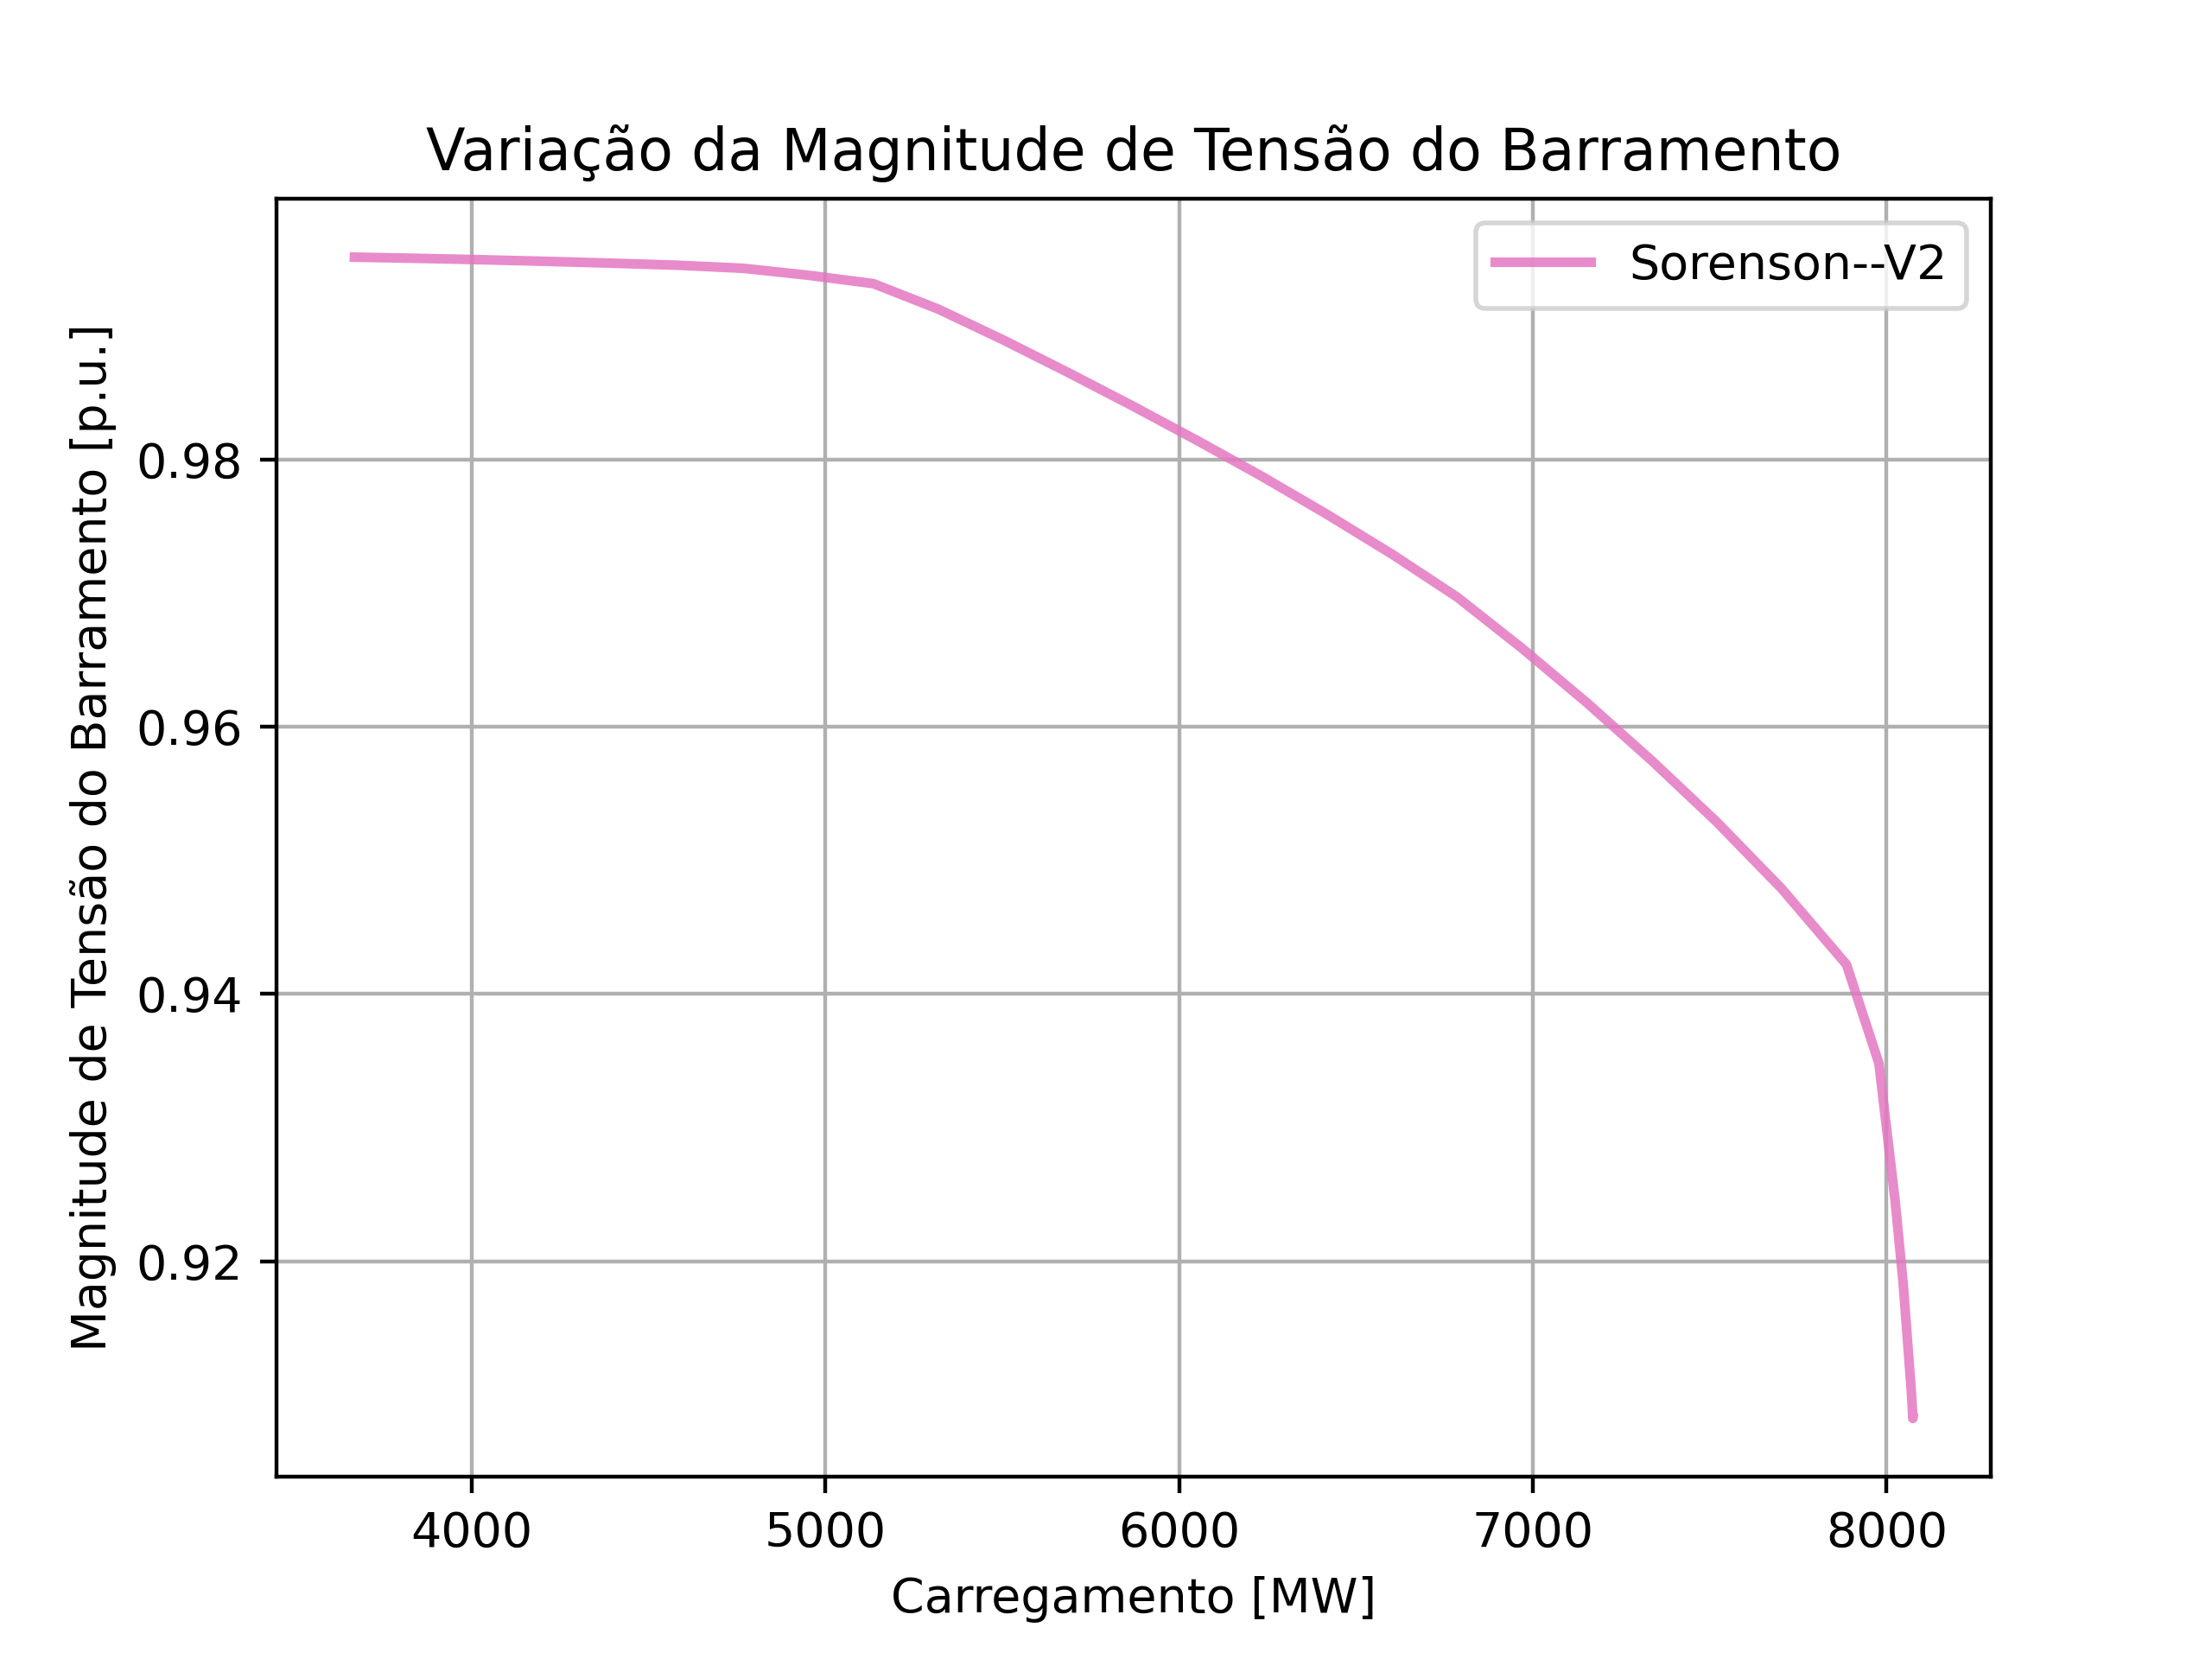 Variação da Magnitude de Tensão do Barramento
Sorenson--V2
Magnitude de Tensão do Barramento [p.u.]
0.98
0.96
0.94
0.92
4000 5000 6000 7000 8000
Carregamento [MW]